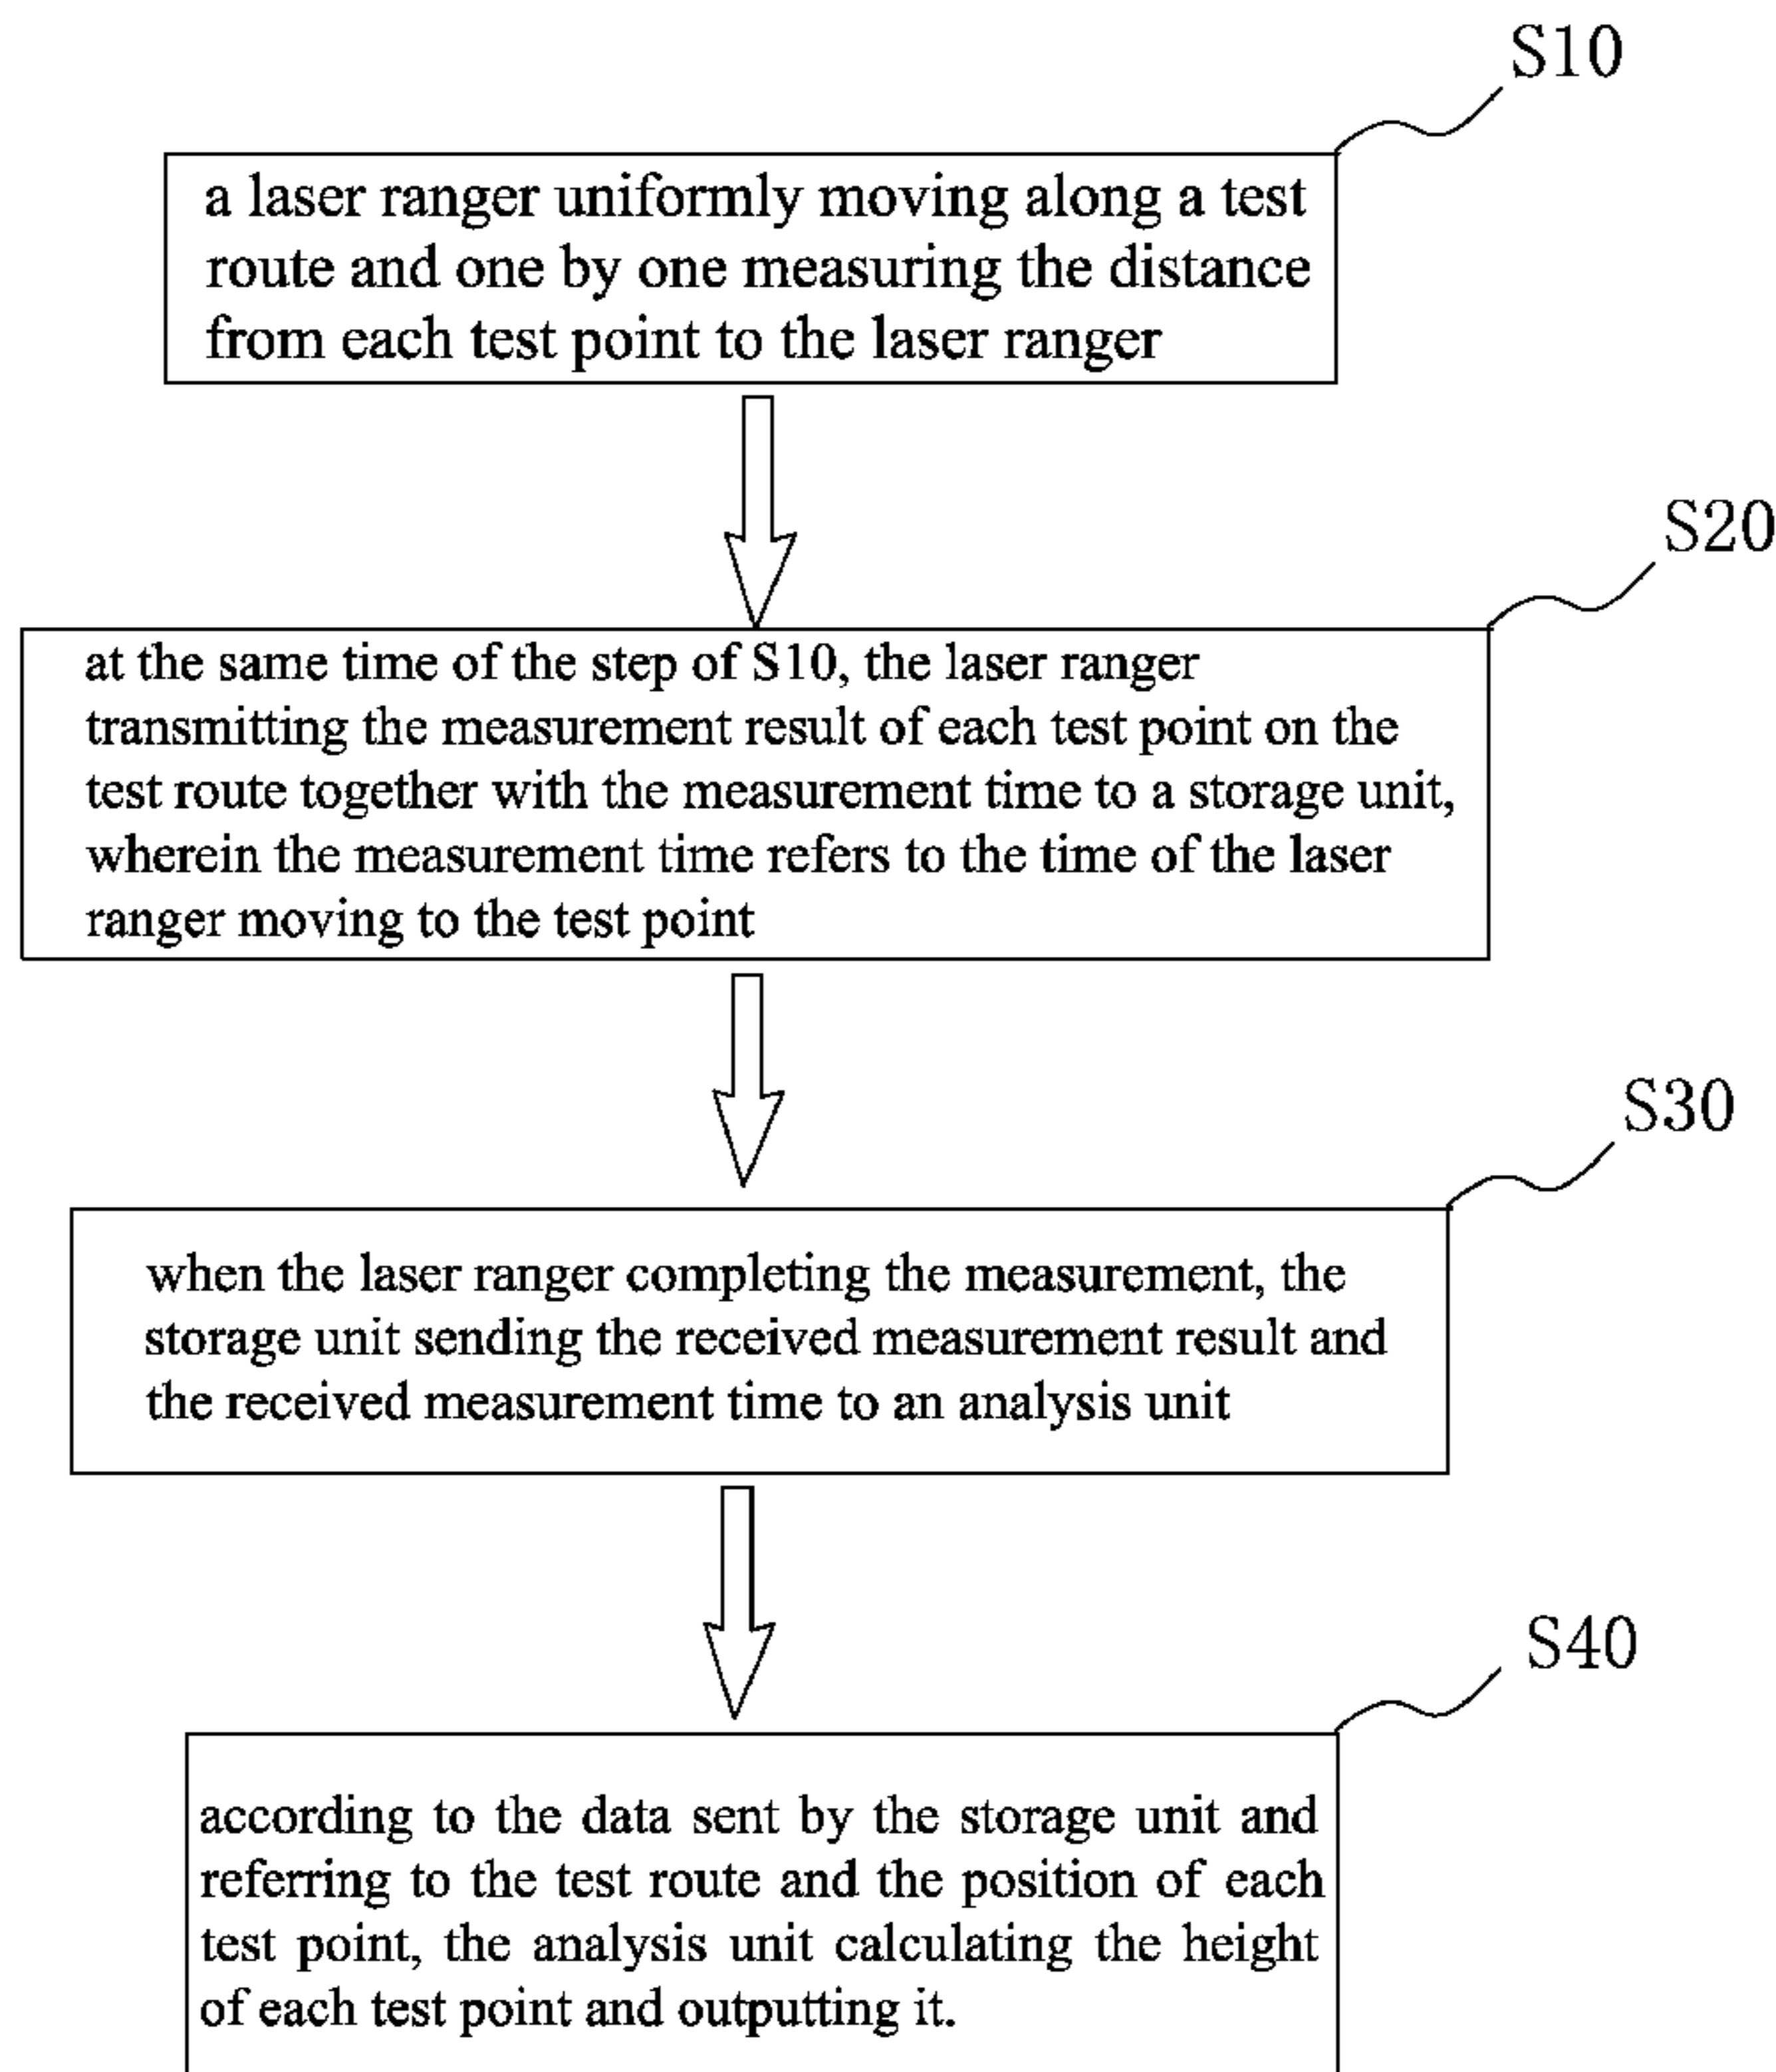 S10
a laser ranger uniformly moving along a test
route and one by one measuring the distance
from each test point to the laser ranger
S20
at the same time of the step of S10, the laser ranger
transmitting the measurement result of each test point on the
test route together with the measurement time to a storage unit,
wherein the measurement time refers to the time of the laser
ranger moving to the test point
S30
when the laser ranger completing the measurement, the
storage unit sending the received measurement result and
the received measurement time to an analysis unit
S40
according to the data sent by the storage unit and
referring to the test route and the position of each
test point, the analysis unit calculating the height
of each test point and outputting it.